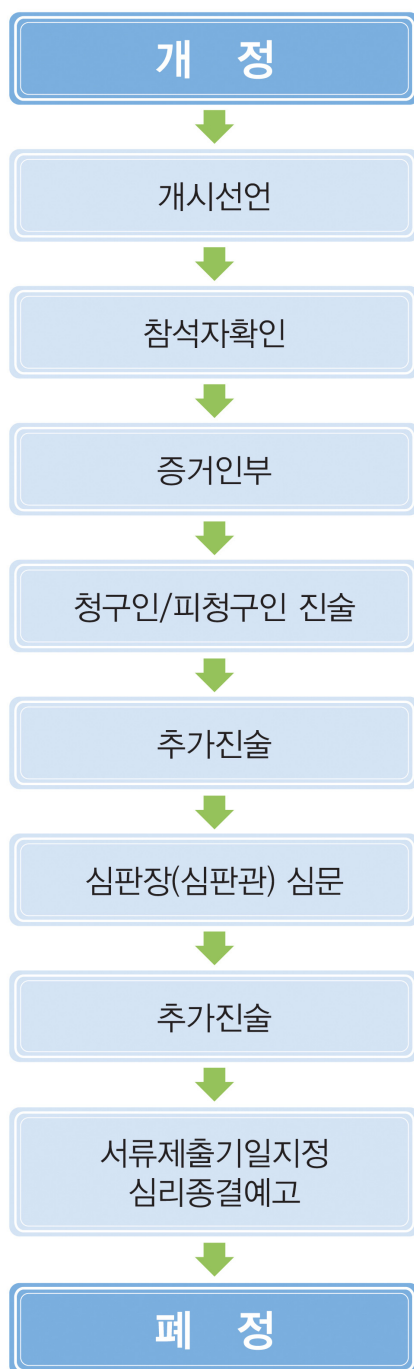 개 정
개시선언
참석자확인
증거인부
청구인/피청구인 진술
추가진술
심판장(심판관) 심문
추가진술
서류제출기일지정
심리종결예고
폐 정